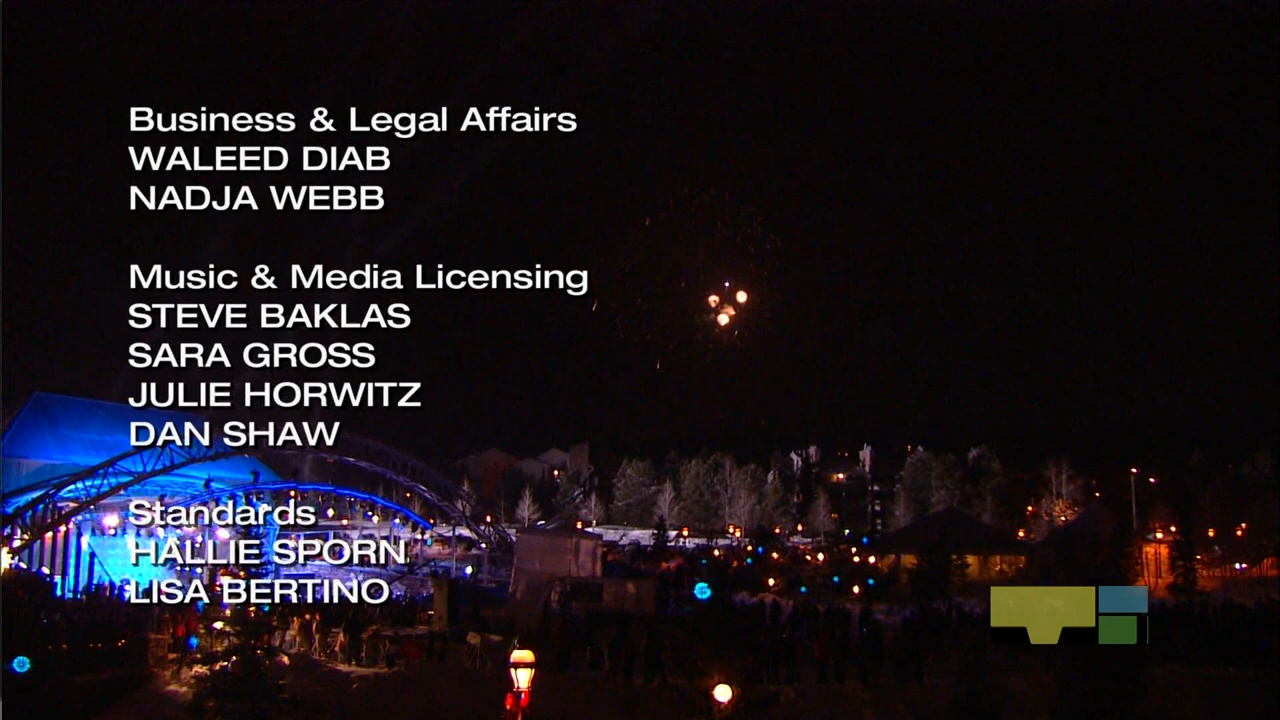 Business & Legal Affairs
WALEED DIAB
NADJA WEBB
Music & Media Licensing
STEVE BAKLAS
SARA GROSS
JULIE HORWITZ
DAN SHAW
Standards
HALLIE SPORN
LISA BERTINO